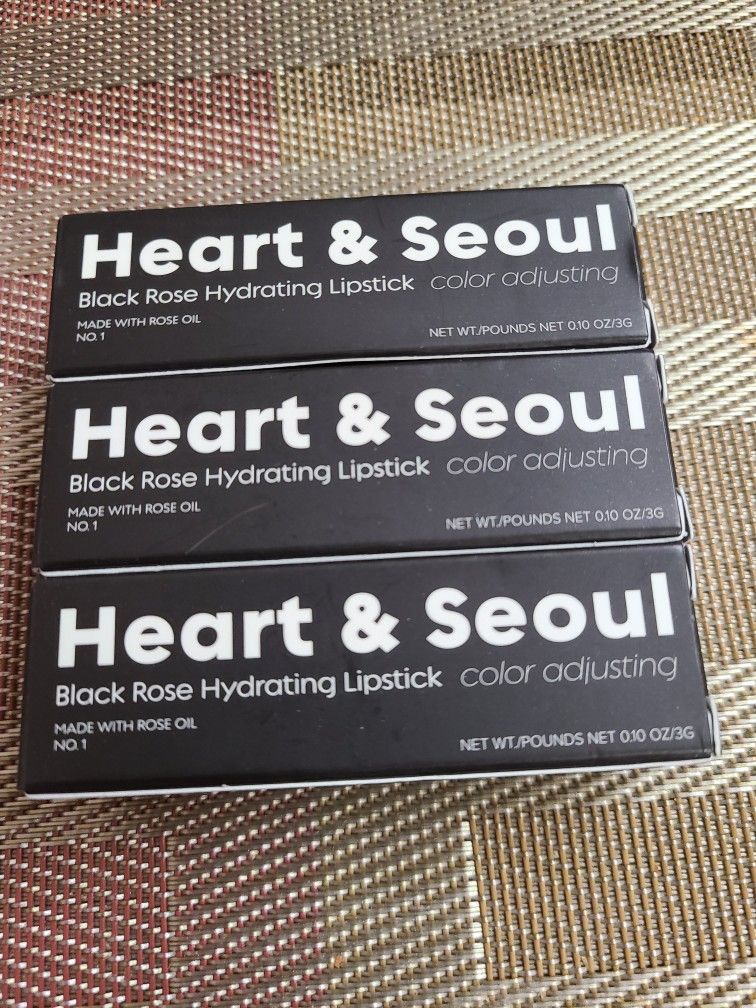 Heart & Seoul
Black Rose Hydrating Lipstick color adjusting
MADE WITH ROSE OIL
NO. 1
NET WT./POUNDS NET 0.10 OZ/3G
Heart & Seoul
Black Rose Hydrating Lipstick color adjusting
MADE WITH ROSE OIL
NO. 1
NET WT./POUNDS NET 0.10 OZ/3G
Heart & Seoul
Black Rose Hydrating Lipstick color adjusting
MADE WITH ROSE OIL
NO. 1
NET WT./POUNDS NET 0.10 OZ/3G